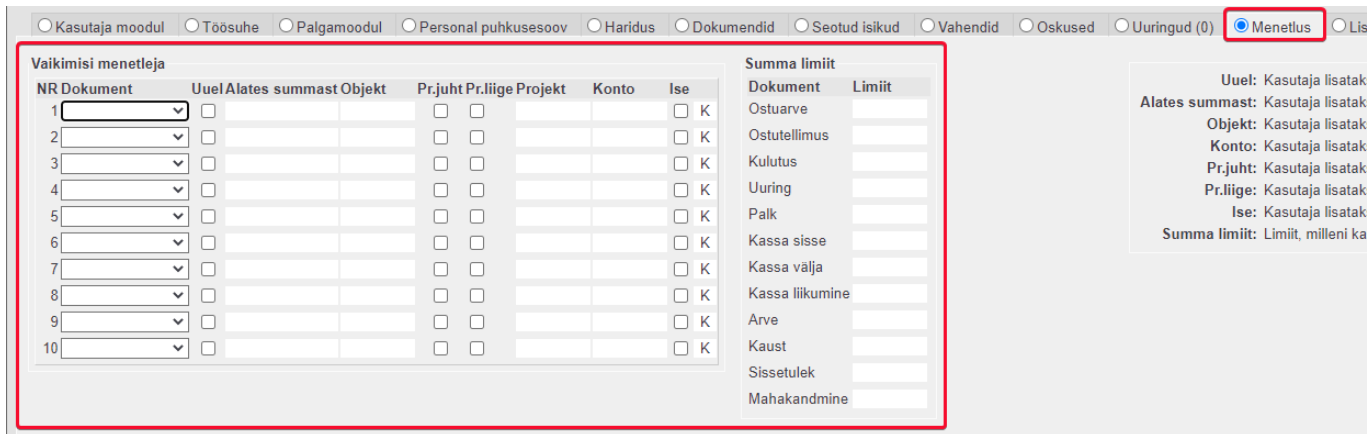 Kasutaja moodul Töösuhe Palgamoodul Personal puhkusesoov Haridus Dokumendid Seotud isikud Vahendid Oskused Uuringud (0) Menetlus Lis
Vaikimisi menetleja
NR Dokument Uuel Alates summast Objekt Pr.juht Pr.liige Projekt Konto Ise
1 K
2 K
3 K
4 K
5 K
6 K
7 K
8 K
9 K
10 K
Summa limiit
Dokument Limiit
Ostuarve
Ostutellimus
Kulutus
Uuring
Palk
Kassa sisse
Kassa välja
Kassa liikumine
Arve
Kaust
Sissetulek
Mahakandmine
Uuel: Kasutaja lisatak
Alates summast: Kasutaja lisatak
Objekt: Kasutaja lisatak
Konto: Kasutaja lisatak
Pr.juht: Kasutaja lisatak
Pr.liige: Kasutaja lisatak
Ise: Kasutaja lisatak
Summa limiit: Limiit, milleni ka